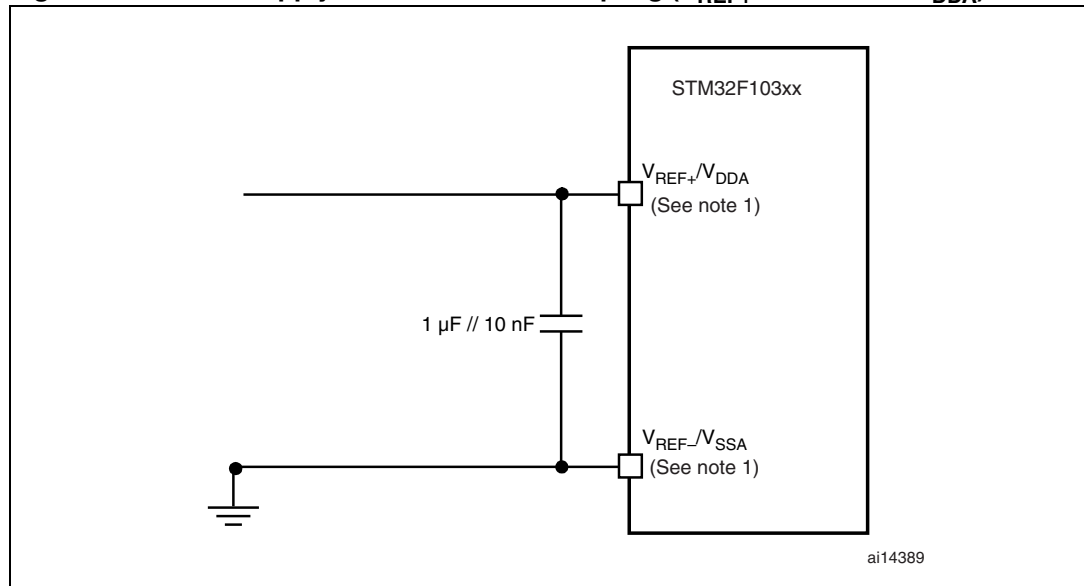 STM32F103xx
VREF+/VDDA
(See note 1)
1 µF // 10 nF
VREF–/VSSA
(See note 1)
ai14389